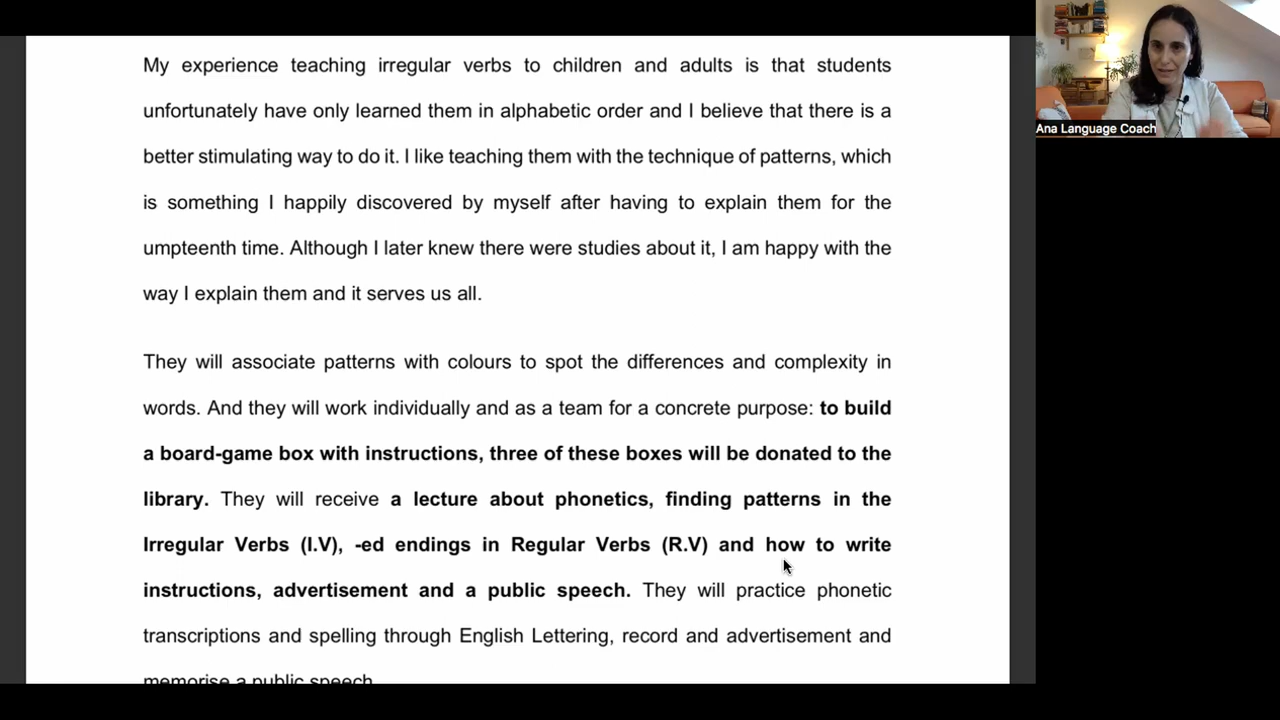 My experience teaching irregular verbs to children and adults is that students
unfortunately have only learned them in alphabetic order and I believe that there is a
better stimulating way to do it. I like teaching them with the technique of patterns, which
is something I happily discovered by myself after having to explain them for the
umpteenth time. Although I later knew there were studies about it, I am happy with the
way I explain them and it serves us all.
They will associate patterns with colours to spot the differences and complexity in
words. And they will work individually and as a team for a concrete purpose: to build
a board-game box with instructions, three of these boxes will be donated to the
library. They will receive a lecture about phonetics, finding patterns in the
Irregular Verbs (I.V), -ed endings in Regular Verbs (R.V) and how to write
instructions, advertisement and a public speech. They will practice phonetic
transcriptions and spelling through English Lettering, record and advertisement and
memorise a public speech
Ana Language Coach